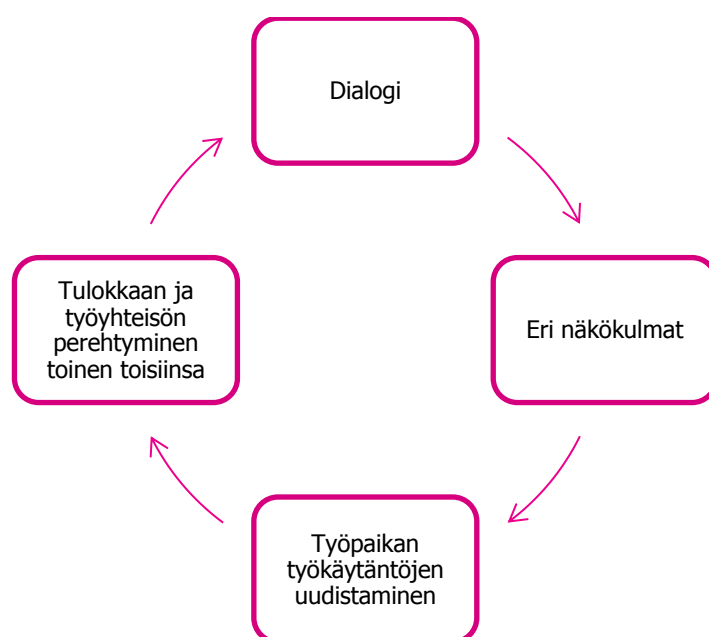 Dialogi
Eri näkökulmat
Työpaikan
työkäytäntöjen
uudistaminen
Tulokkaan ja
työyhteisön
perehtyminen
toinen toisiinsa